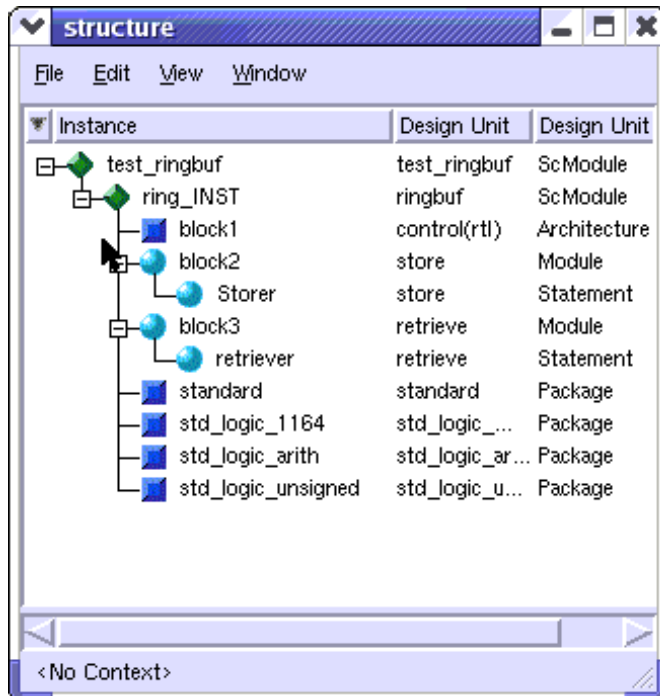 structure
File Edit View Window
Instance Design Unit Design Unit
test_ringbuf test_ringbuf ScModule
ring_INST ringbuf ScModule
block1 control(rtl) Architecture
block2 store Module
Storer store Statement
block3 retrieve Module
retriever retrieve Statement
standard standard Package
std_logic_1164 std_logic_... Package
std_logic_arith std_logic_ar... Package
std_logic_unsigned std_logic_u... Package
<No Context>